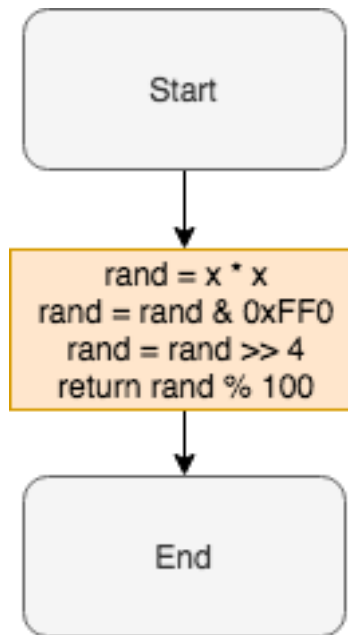 Start
rand = x * x
rand = rand & 0xFF0
rand = rand >> 4
return rand % 100
End